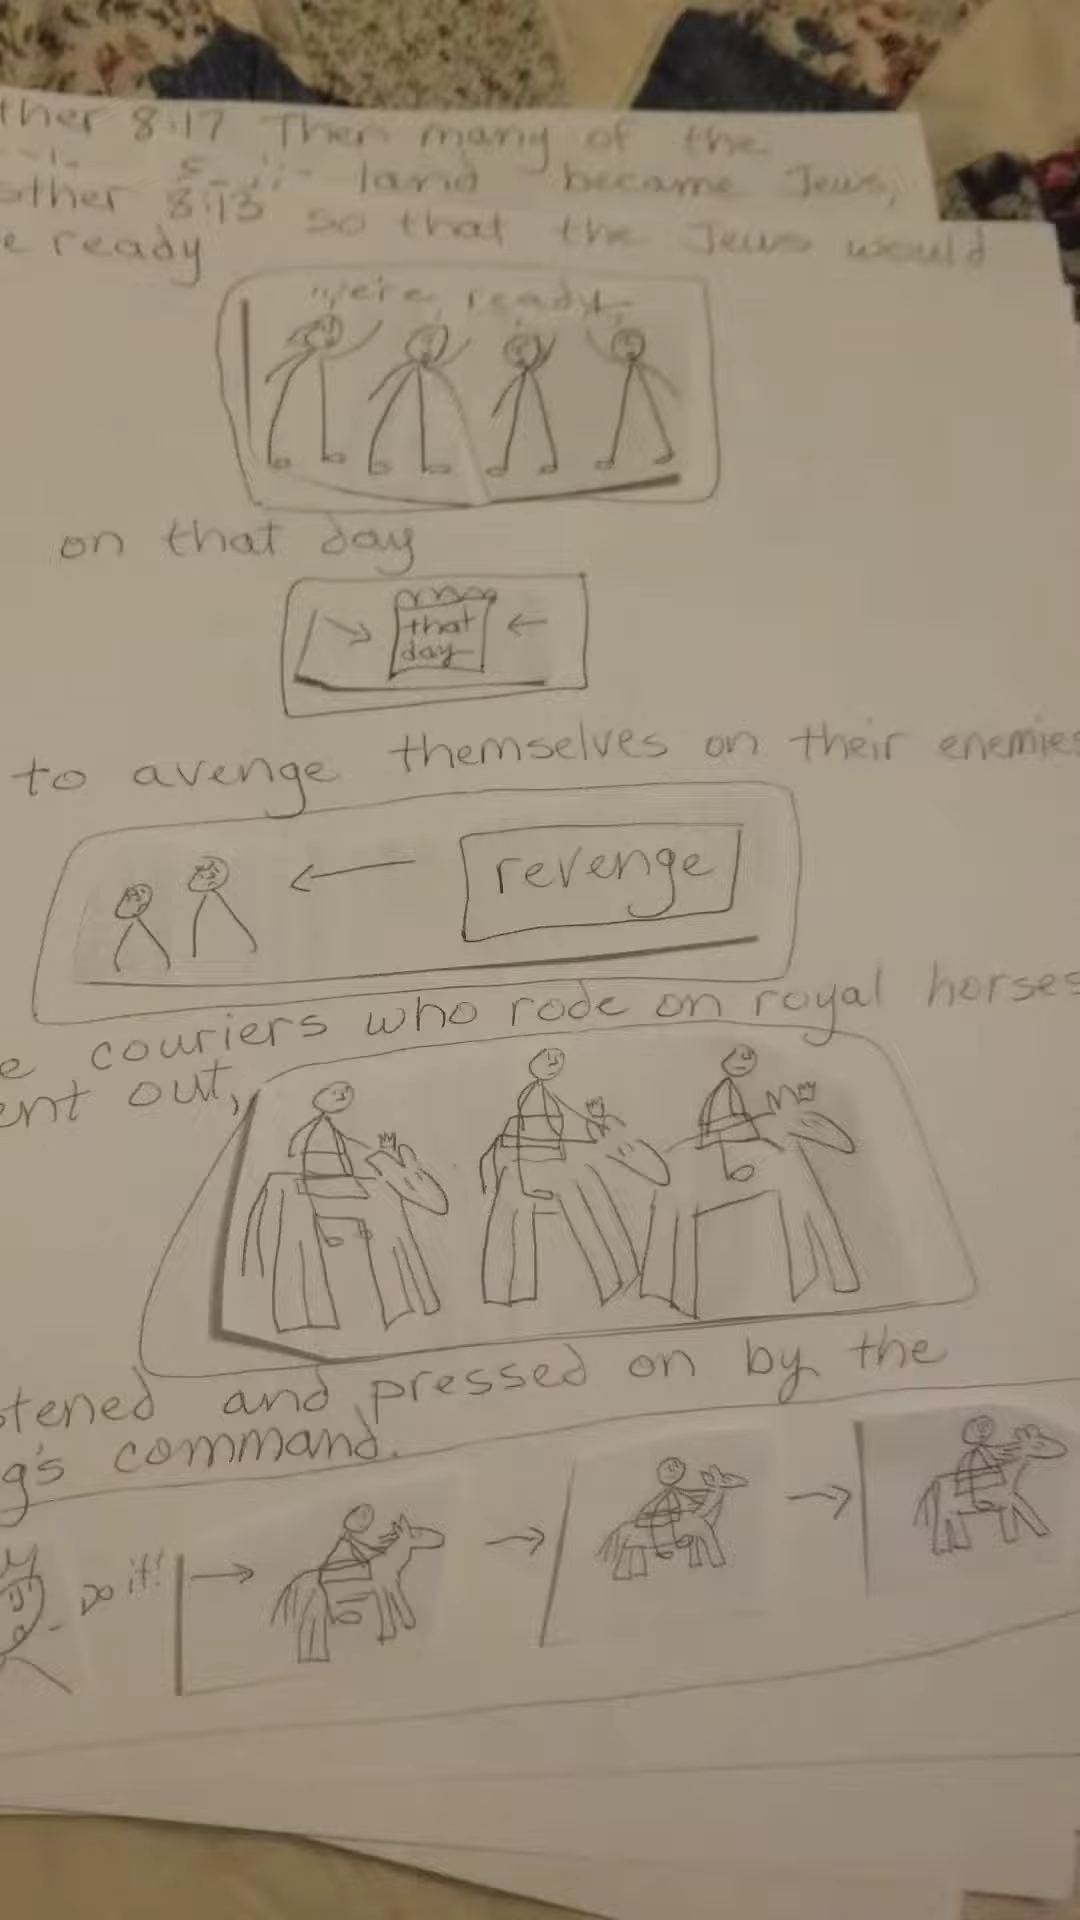 ther 8:17 Then many of the
land became Jews,
sther 8:13 so that the Jews would
e ready
we're ready
on that day
that
day
to avenge themselves on their enemies
revenge
e couriers who rode on royal horses
ent out,
stened and pressed on by the
g's command.
Do it!